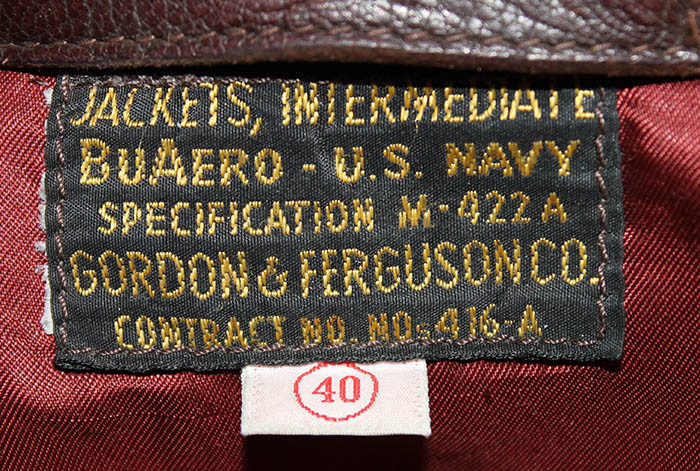 JACKETS, INTERMEDIATE
BUAERO - U.S. NAVY
SPECIFICATION M-422A
GORDON & FERGUSON CO.
CONTRACT NO. NOs 416-A
40